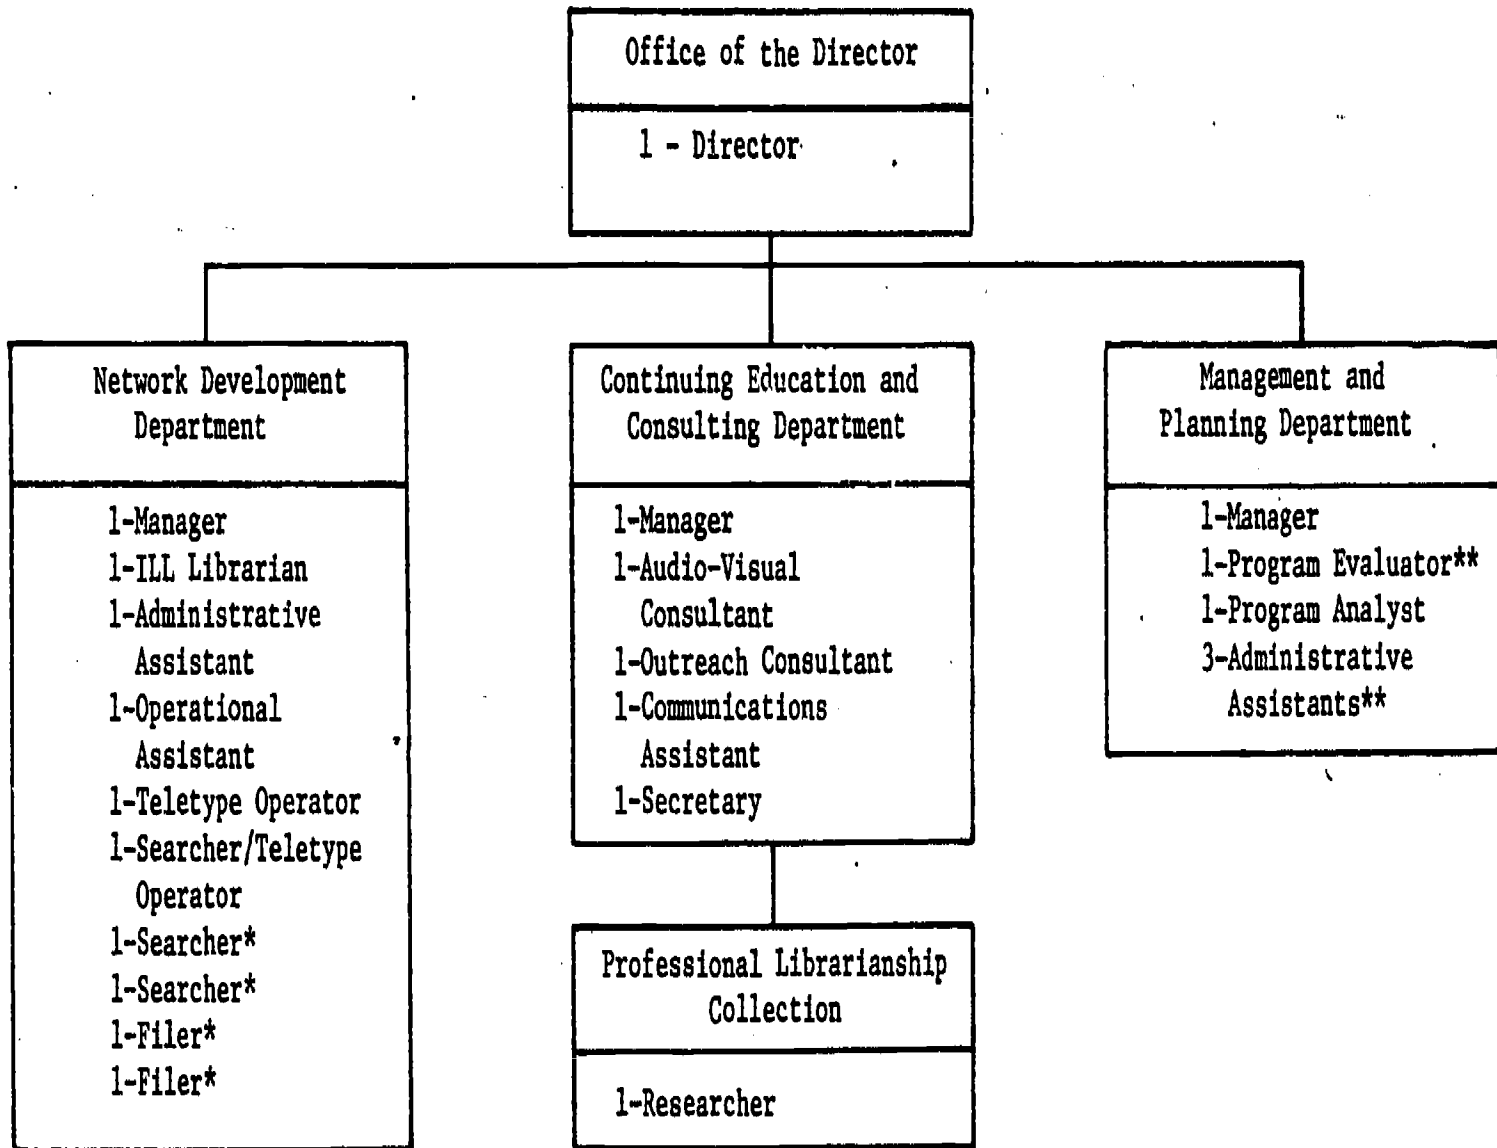 Office of the Director
1 - Director
Network Development
Department
1-Manager
1-ILL Librarian
1-Administrative
Assistant
1-Operational
Assistant
1-Teletype Operator
1-Searcher/Teletype
Operator
1-Searcher*
1-Searcher*
1-Filer*
1-Filer*
Continuing Education and
Consulting Department
1-Manager
1-Audio-Visual
Consultant
1-Outreach Consultant
1-Communications
Assistant
1-Secretary
Professional Librarianship
Collection
1-Researcher
Management and
Planning Department
1-Manager
1-Program Evaluator**
1-Program Analyst
3-Administrative
Assistants**